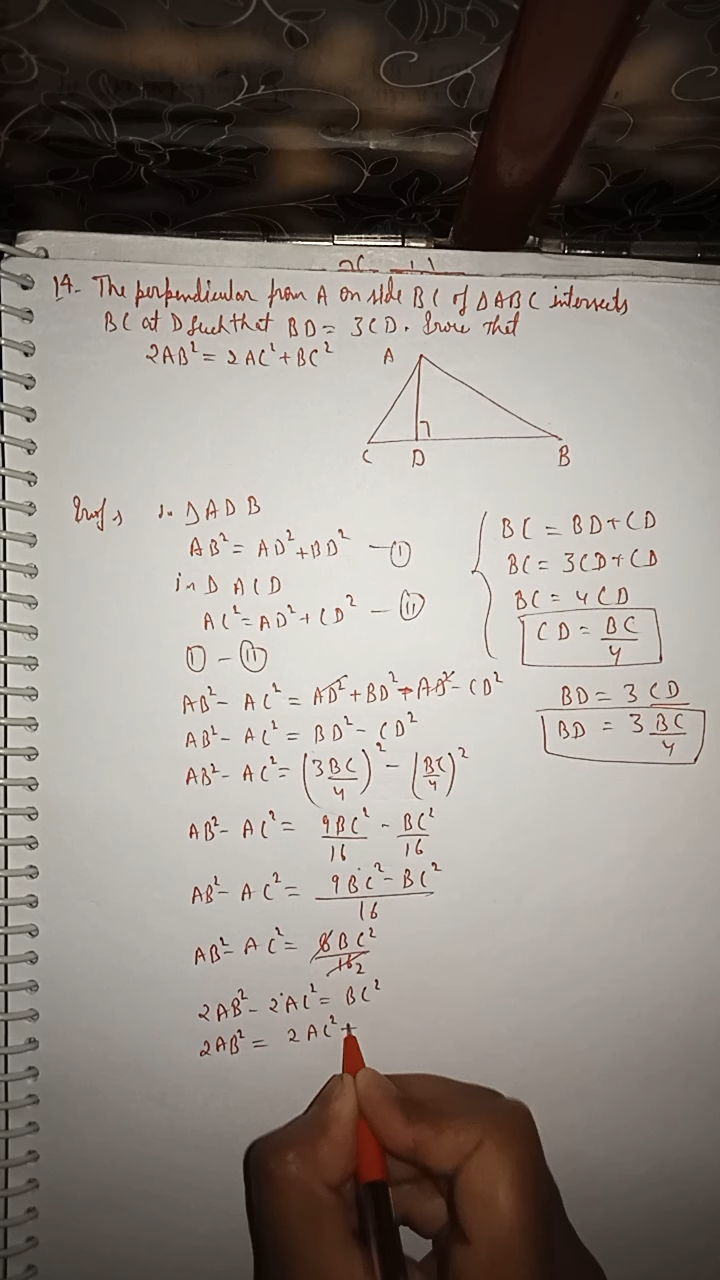 14. The perpendicular from A on side BC of ΔABC intersects
BC at D such that BD = 3CD. Prove that
2AB² = 2AC² + BC²
A
C D B
Proof, in ΔADB
AB² = AD² + BD² — (I)
in Δ ACD
AC² = AD² + CD² — (II)
(I) - (II)
AB² - AC² = AD² + BD² - AD² - CD²
AB² - AC² = BD² - CD²
AB² - AC² = (3BC/4)² - (BC/4)²
AB² - AC² = 9BC²/16 - BC²/16
AB² - AC² = 9BC² - BC²/16
AB² - AC² = 8BC²/16 2
2AB² - 2AC² = BC²
2AB² = 2AC² +
BC = BD + CD
BC = 3CD + CD
BC = 4CD
CD = BC/4
BD = 3CD
BD = 3BC/4